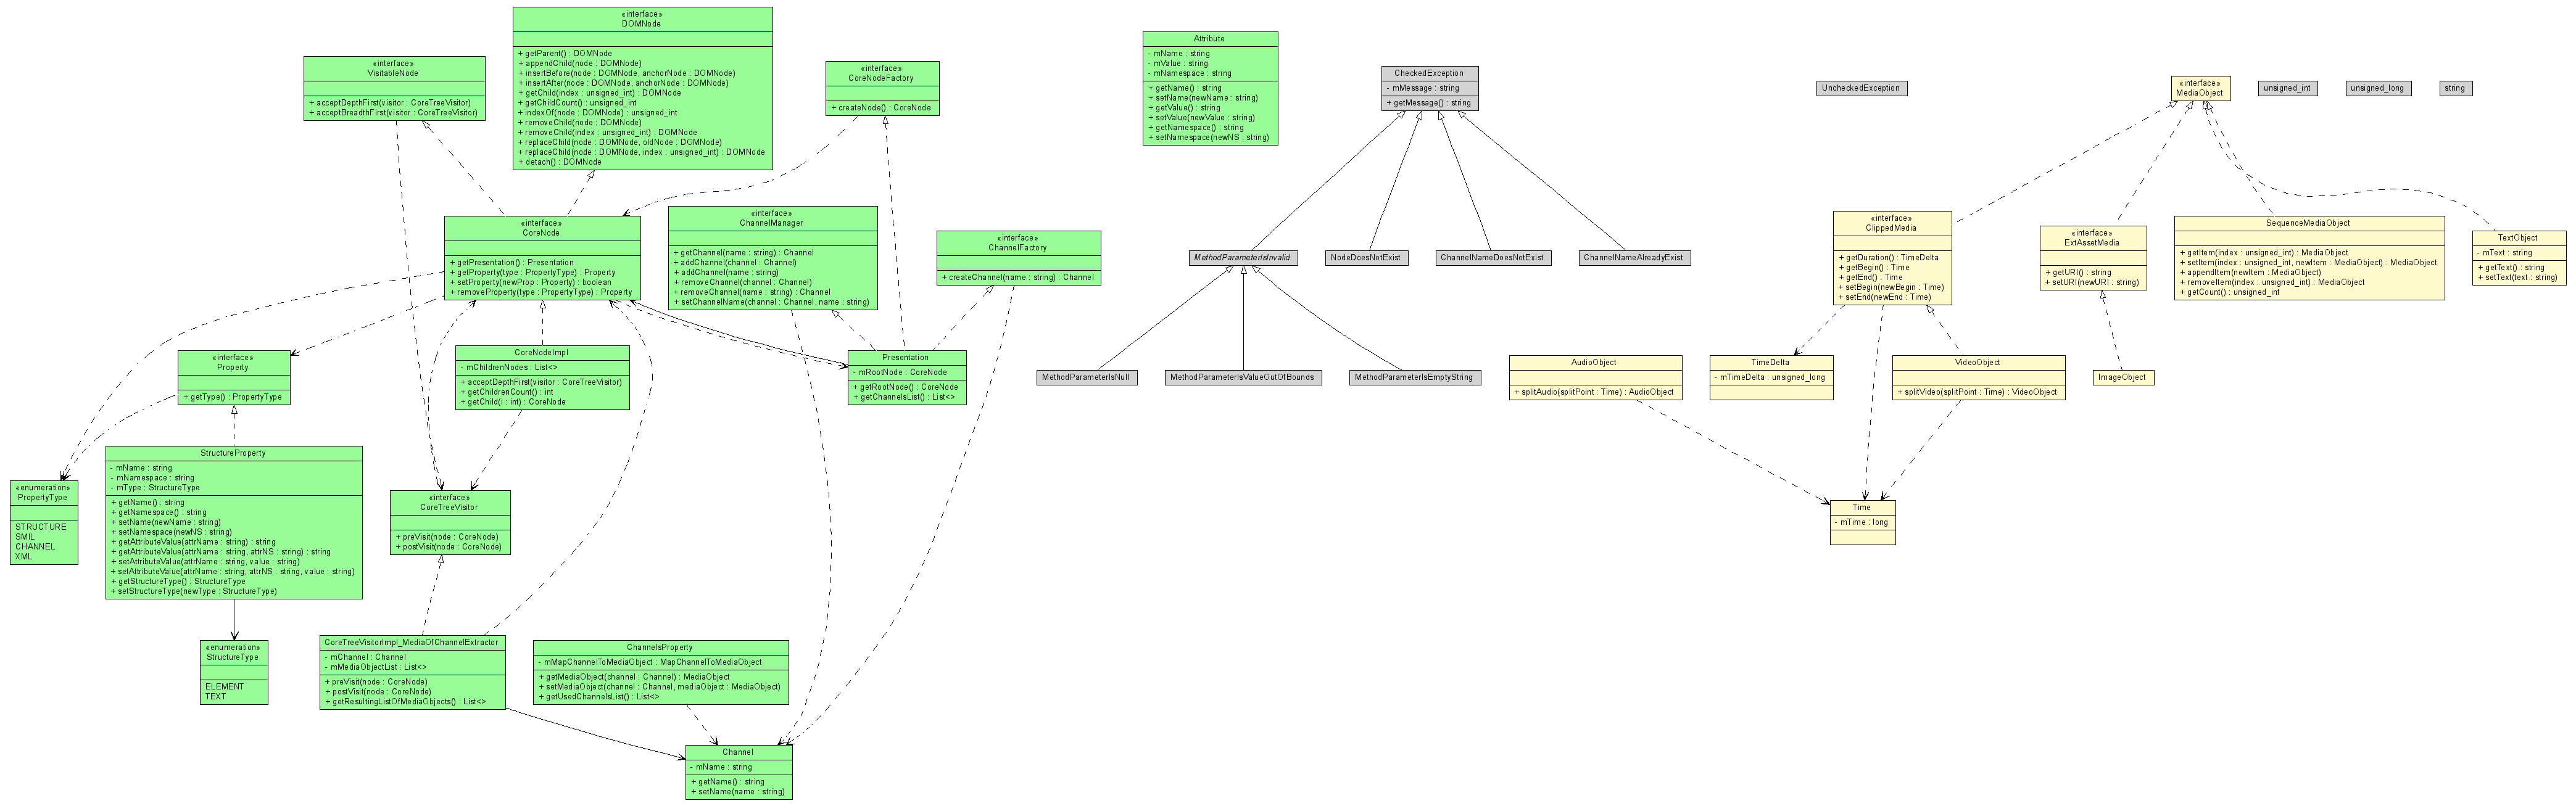 «interface»
DOMNode
+ getParent() : DOMNode
+ appendChild(node : DOMNode)
+ insertBefore(node : DOMNode, anchorNode : DOMNode)
+ insertAfter(node : DOMNode, anchorNode : DOMNode)
+ getChild(index : unsigned_int) : DOMNode
+ getChildCount() : unsigned_int
+ indexOf(node : DOMNode) : unsigned_int
+ removeChild(node : DOMNode)
+ removeChild(index : unsigned_int) : DOMNode
+ replaceChild(node : DOMNode, oldNode : DOMNode)
+ replaceChild(node : DOMNode, index : unsigned_int) : DOMNode
+ detach() : DOMNode
«interface»
VisitableNode
+ acceptDepthFirst(visitor : CoreTreeVisitor)
+ acceptBreadthFirst(visitor : CoreTreeVisitor)
«interface»
CoreNodeFactory
+ createNode() : CoreNode
Attribute
- mName : string
- mValue : string
- mNamespace : string
+ getName() : string
+ setName(newName : string)
+ getValue() : string
+ setValue(newValue : string)
+ getNamespace() : string
+ setNamespace(newNS : string)
CheckedException
- mMessage : string
+ getMessage() : string
UncheckedException
«interface»
MediaObject
unsigned_int
unsigned_long
string
«interface»
CoreNode
+ getPresentation() : Presentation
+ getProperty(type : PropertyType) : Property
+ setProperty(newProp : Property) : boolean
+ removeProperty(type : PropertyType) : Property
«interface»
ChannelManager
+ getChannel(name : string) : Channel
+ addChannel(channel : Channel)
+ addChannel(name : string)
+ removeChannel(channel : Channel)
+ removeChannel(name : string) : Channel
+ setChannelName(channel : Channel, name : string)
«interface»
ChannelFactory
+ createChannel(name : string) : Channel
MethodParameterIsInvalid
NodeDoesNotExist
ChannelNameDoesNotExist
ChannelNameAlreadyExist
«interface»
ClippedMedia
+ getDuration() : TimeDelta
+ getBegin() : Time
+ getEnd() : Time
+ setBegin(newBegin : Time)
+ setEnd(newEnd : Time)
«interface»
ExtAssetMedia
+ getURI() : string
+ setURI(newURI : string)
SequenceMediaObject
+ getItem(index : unsigned_int) : MediaObject
+ setItem(index : unsigned_int, newItem : MediaObject) : MediaObject
+ appendItem(newItem : MediaObject)
+ removeItem(index : unsigned_int) : MediaObject
+ getCount() : unsigned_int
TextObject
- mText : string
+ getText() : string
+ setText(text : string)
«interface»
Property
+ getType() : PropertyType
CoreNodeImpl
- mChildrenNodes : List<>
+ acceptDepthFirst(visitor : CoreTreeVisitor)
+ getChildrenCount() : int
+ getChild(i : int) : CoreNode
Presentation
- mRootNode : CoreNode
+ getRootNode() : CoreNode
+ getChannelsList() : List<>
MethodParameterIsNull
MethodParameterIsValueOutOfBounds
MethodParameterIsEmptyString
AudioObject
+ splitAudio(splitPoint : Time) : AudioObject
TimeDelta
- mTimeDelta : unsigned_long
VideoObject
+ splitVideo(splitPoint : Time) : VideoObject
ImageObject
«enumeration»
PropertyType
STRUCTURE
SMIL
CHANNEL
XML
StructureProperty
- mName : string
- mNamespace : string
- mType : StructureType
+ getName() : string
+ getNamespace() : string
+ setName(newName : string)
+ setNamespace(newNS : string)
+ getAttributeValue(attrName : string) : string
+ getAttributeValue(attrName : string, attrNS : string) : string
+ setAttributeValue(attrName : string, value : string)
+ setAttributeValue(attrName : string, attrNS : string, value : string)
+ getStructureType() : StructureType
+ setStructureType(newType : StructureType)
«interface»
CoreTreeVisitor
+ preVisit(node : CoreNode)
+ postVisit(node : CoreNode)
Time
- mTime : long
«enumeration»
StructureType
ELEMENT
TEXT
CoreTreeVisitorImpl_MediaOfChannelExtractor
- mChannel : Channel
- mMediaObjectList : List<>
+ preVisit(node : CoreNode)
+ postVisit(node : CoreNode)
+ getResultingListOfMediaObjects() : List<>
ChannelsProperty
- mMapChannelToMediaObject : MapChannelToMediaObject
+ getMediaObject(channel : Channel) : MediaObject
+ setMediaObject(channel : Channel, mediaObject : MediaObject)
+ getUsedChannelsList() : List<>
Channel
- mName : string
+ getName() : string
+ setName(name : string)